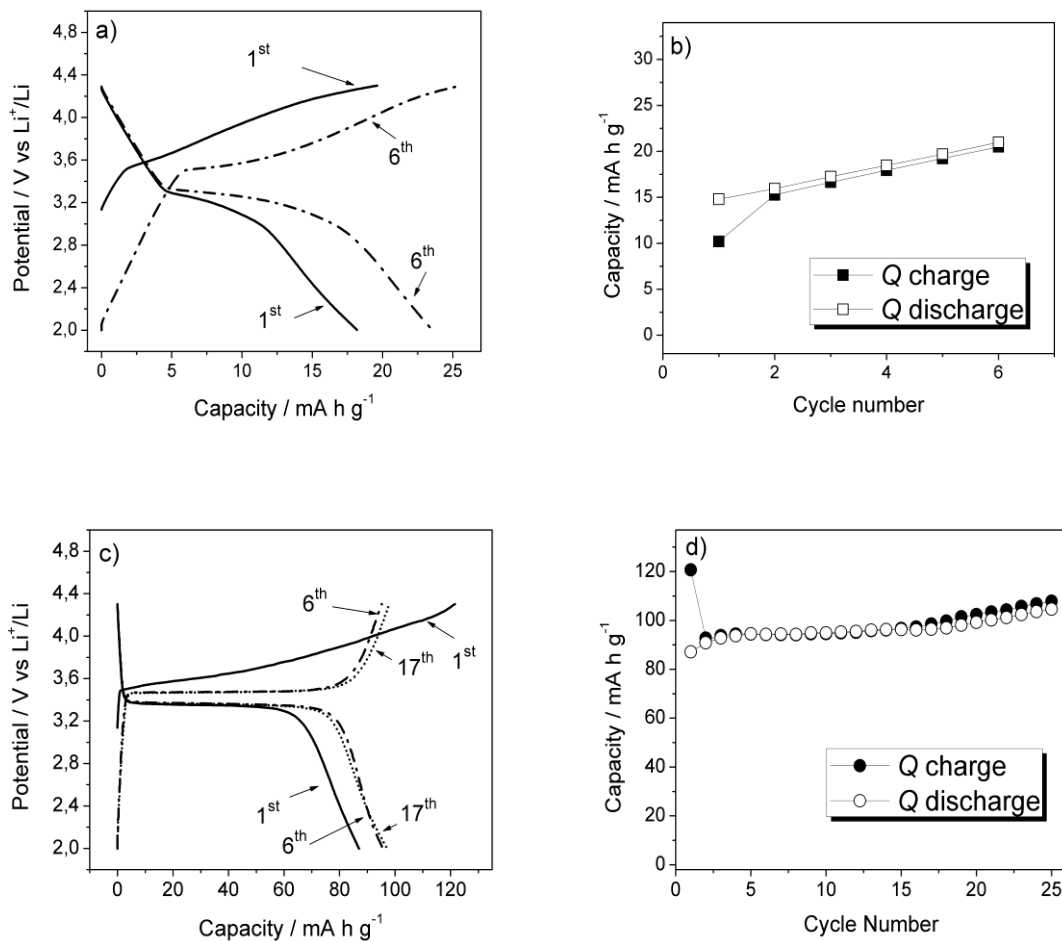 a)
1st
6th
6th
1st
4,8
4,4
4,0
3,6
3,2
2,8
2,4
2,0
0
5
10
15
20
25
Potential / V vs Li+/Li
Capacity / mA h g-1
b)
30
25
20
15
10
5
0
0
2
4
6
Q charge
Q discharge
Capacity / mA h g-1
Cycle number
c)
6th
17th
1st
1st
6th
17th
4,8
4,4
4,0
3,6
3,2
2,8
2,4
2,0
0
20
40
60
80
100
120
Potential / V vs Li+/Li
Capacity / mA h g-1
d)
120
100
80
60
40
20
0
0
5
10
15
20
25
Q charge
Q discharge
Capacity / mA h g-1
Cycle Number